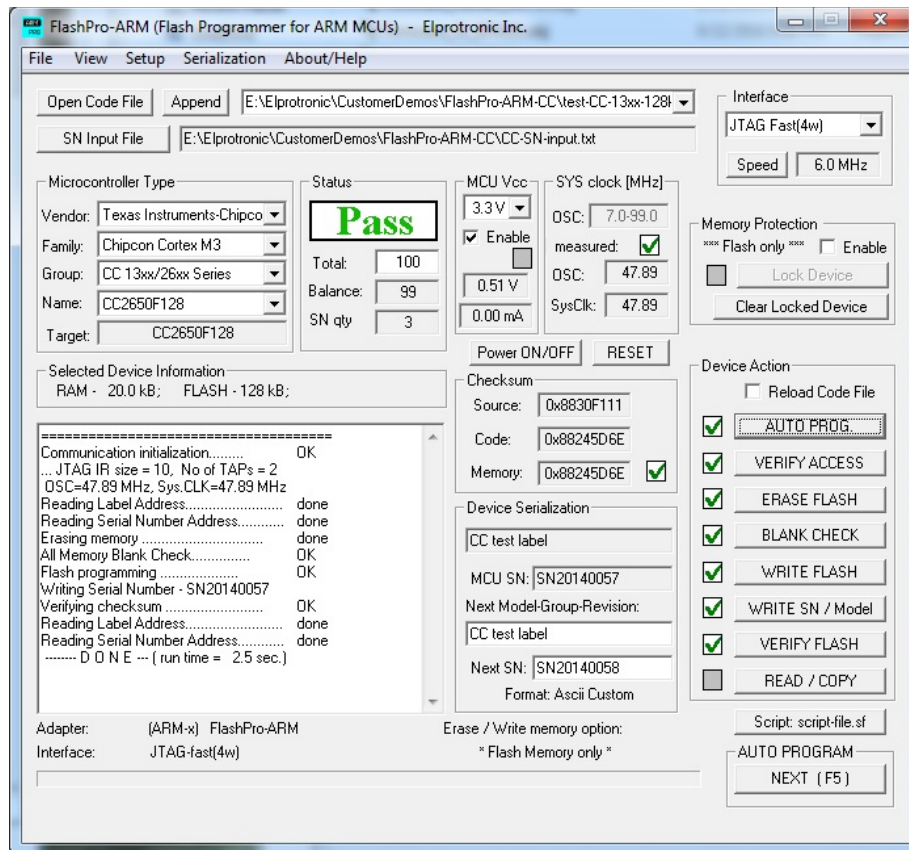 FlashPro-ARM (Flash Programmer for ARM MCUs) - Elprotronic Inc.
File View Setup Serialization About/Help
Open Code File Append E:\Elprotronic\CustomerDemos\FlashPro-ARM-CC\test-CC-13xx-128k
SN Input File E:\Elprotronic\CustomerDemos\FlashPro-ARM-CC\CC-SN-input.txt
Interface
JTAG Fast(4w)
Speed 6.0 MHz
Microcontroller Type
Vendor: Texas Instruments-Chipco
Family: Chipcon Cortex M3
Group: CC 13xx/26xx Series
Name: CC2650F128
Target: CC2650F128
Status
Pass
Total: 100
Balance: 99
SN qty 3
MCU Vcc
3.3 V
Enable
0.51 V
0.00 mA
SYS clock [MHz]
OSC: 7.0-99.0
measured:
OSC: 47.89
SysClk: 47.89
Memory Protection
*** Flash only *** Enable
Lock Device
Clear Locked Device
Power ON/OFF RESET
Selected Device Information
RAM - 20.0 kB; FLASH - 128 kB;
Checksum
Source: 0x8830F111
Code: 0x88245D6E
Memory: 0x88245D6E
Device Action
Reload Code File
AUTO PROG.
VERIFY ACCESS
ERASE FLASH
BLANK CHECK
WRITE FLASH
WRITE SN / Model
VERIFY FLASH
READ / COPY
=====================================
Communication initialization......... OK
... JTAG IR size = 10, No of TAPs = 2
OSC=47.89 MHz, Sys.CLK=47.89 MHz
Reading Label Address......................... done
Reading Serial Number Address............ done
Erasing memory ............................... done
All Memory Blank Check............... OK
Flash programming .................... OK
Writing Serial Number - SN20140057
Verifying checksum ......................... OK
Reading Label Address......................... done
Reading Serial Number Address............ done
-------- D O N E --- ( run time = 2.5 sec.)
Device Serialization
CC test label
MCU SN: SN20140057
Next Model-Group-Revision:
CC test label
Next SN: SN20140058
Format: Ascii Custom
Adapter: (ARM-x) FlashPro-ARM
Interface: JTAG-fast(4w)
Erase / Write memory option:
* Flash Memory only *
Script: script-file.sf
AUTO PROGRAM
NEXT ( F5 )